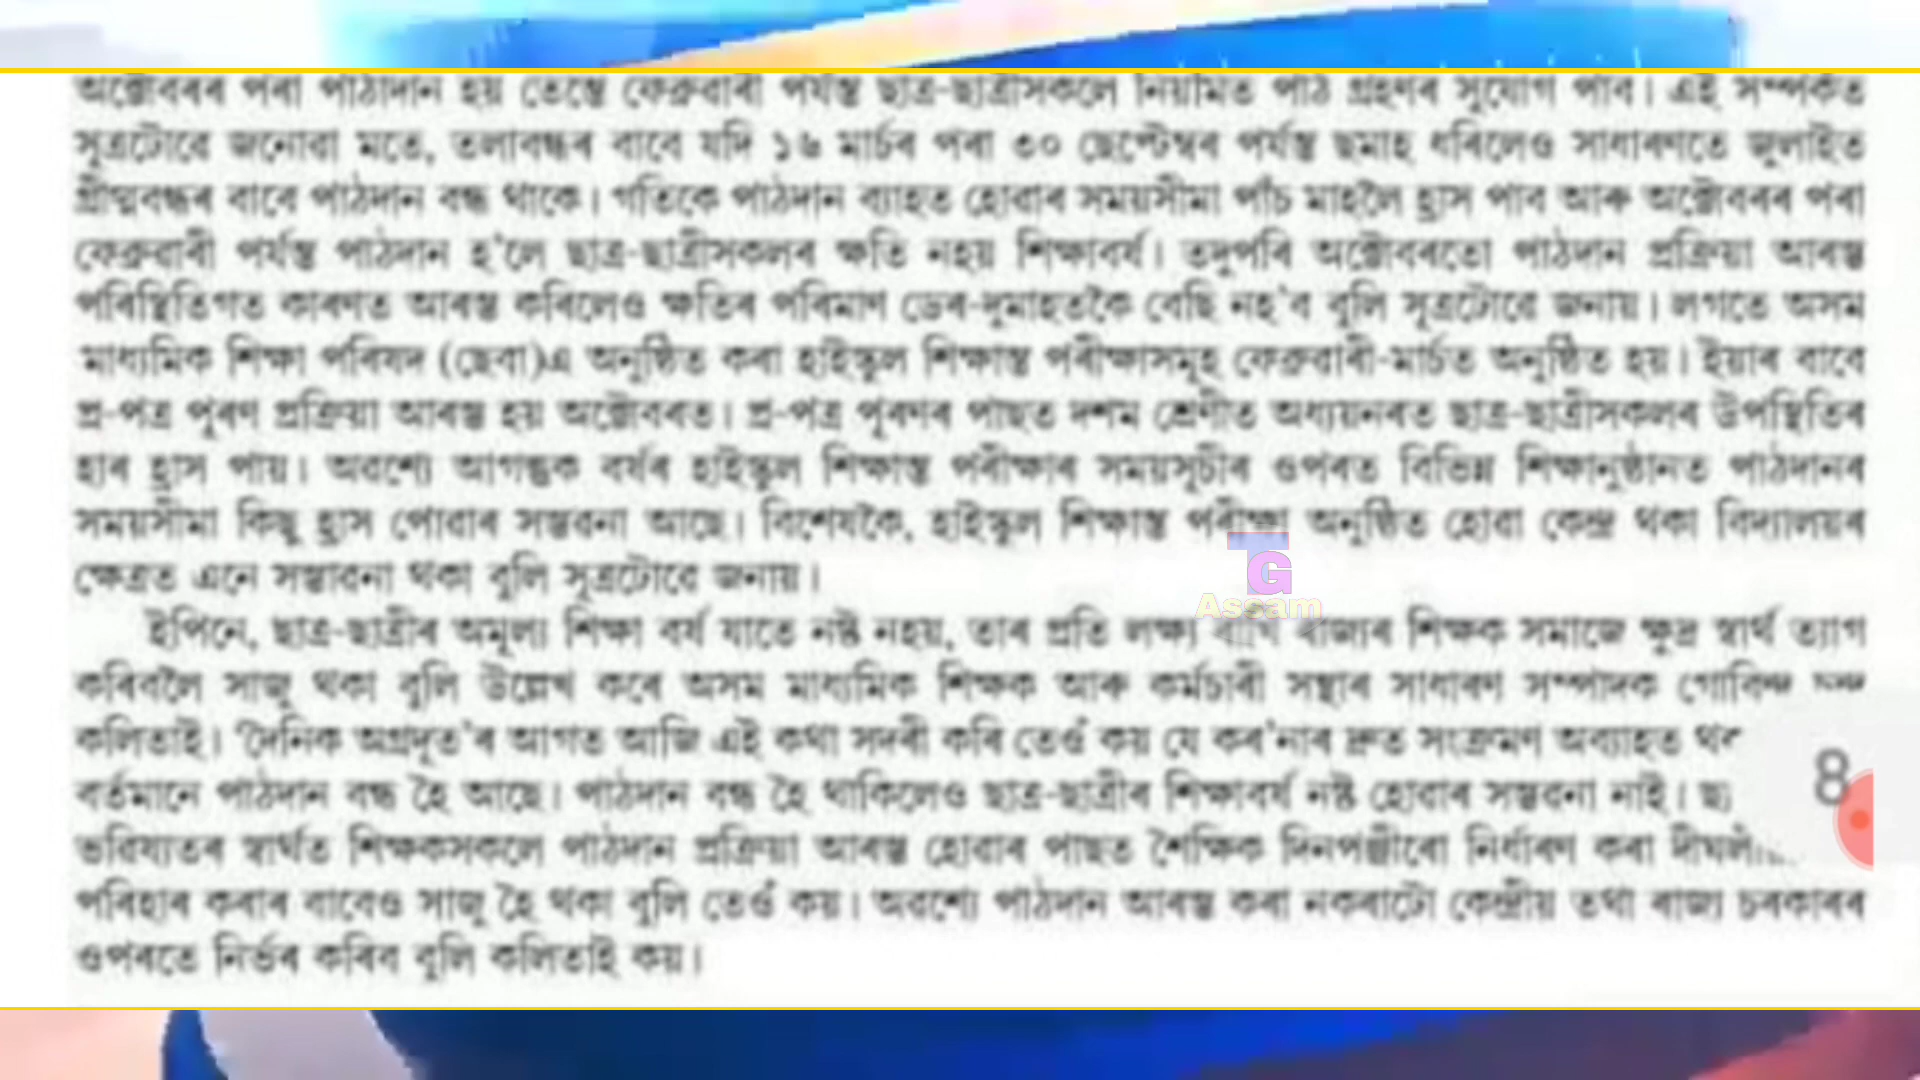 অক্টোবৰৰ পৰা পাঠদান হয় তেন্তে ফেব্ৰুৱাৰী পৰ্যন্ত ছাত্ৰ-ছাত্ৰীসকলে নিয়মিত পাঠ গ্ৰহণৰ সুযোগ পাব। এই সম্পৰ্কত
সূত্ৰটোৱে জনোৱা মতে, তলাবন্ধৰ বাবে যদি ১৬ মাৰ্চৰ পৰা ৩০ ছেপ্টেম্বৰ পৰ্যন্ত ছমাহ ধৰিলেও সাধাৰণতে জুলাইত
গ্ৰীষ্মবন্ধৰ বাবে পাঠদান বন্ধ থাকে। গতিকে পাঠদান ব্যাহত হোৱাৰ সময়সীমা পাঁচ মাহলৈ হ্ৰাস পাব আৰু অক্টোবৰৰ পৰা
ফেব্ৰুৱাৰী পৰ্যন্ত পাঠদান হ'লে ছাত্ৰ-ছাত্ৰীসকলৰ ক্ষতি নহয় শিক্ষাবৰ্ষ। তদুপৰি অক্টোবৰতো পাঠদান প্ৰক্ৰিয়া আৰম্ভ
পৰিস্থিতিগত কাৰণত আৰম্ভ কৰিলেও ক্ষতিৰ পৰিমাণ ডেৰ-দুমাহতকৈ বেছি নহ'ব বুলি সূত্ৰটোৱে জনায়। লগতে অসম
মাধ্যমিক শিক্ষা পৰিষদ (ছেবা)এ অনুষ্ঠিত কৰা হাইস্কুল শিক্ষান্ত পৰীক্ষাসমূহ ফেব্ৰুৱাৰী-মাৰ্চত অনুষ্ঠিত হয়। ইয়াৰ বাবে
প্ৰ-পত্ৰ পূৰণ প্ৰক্ৰিয়া আৰম্ভ হয় অক্টোবৰত। প্ৰ-পত্ৰ পূৰণৰ পাছত দশম শ্ৰেণীত অধ্যয়নৰত ছাত্ৰ-ছাত্ৰীসকলৰ উপস্থিতিৰ
হাৰ হ্ৰাস পায়। অৱশ্যে আগন্তুক বৰ্ষৰ হাইস্কুল শিক্ষান্ত পৰীক্ষাৰ সময়সূচীৰ ওপৰত বিভিন্ন শিক্ষানুষ্ঠানত পাঠদানৰ
সময়সীমা কিছু হ্ৰাস পোৱাৰ সম্ভৱনা আছে। বিশেষকৈ, হাইস্কুল শিক্ষান্ত পৰীক্ষা অনুষ্ঠিত হোৱা কেন্দ্ৰ থকা বিদ্যালয়ৰ
ক্ষেত্ৰত এনে সম্ভাৱনা থকা বুলি সূত্ৰটোৱে জনায়।
TG
Assam
ইপিনে, ছাত্ৰ-ছাত্ৰীৰ অমূল্য শিক্ষা বৰ্ষ যাতে নষ্ট নহয়, তাৰ প্ৰতি লক্ষ্য ৰাখি ৰাজ্যৰ শিক্ষক সমাজে ক্ষুদ্ৰ স্বাৰ্থ ত্যাগ
কৰিবলৈ সাজু থকা বুলি উল্লেখ কৰে অসম মাধ্যমিক শিক্ষক আৰু কৰ্মচাৰী সন্থাৰ সাধাৰণ সম্পাদক গোবিন্দ
কলিতাই। 'দৈনিক অগ্ৰদূত'ৰ আগত আজি এই কথা সদৰী কৰি তেওঁ কয় যে কৰ'নাৰ দ্ৰুত সংক্ৰমণ অব্যাহত
বৰ্তমানে পাঠদান বন্ধ হৈ আছে। পাঠদান বন্ধ হৈ থাকিলেও ছাত্ৰ-ছাত্ৰীৰ শিক্ষাবৰ্ষ নষ্ট হোৱাৰ সম্ভৱনা নাই।
8
ভৱিষ্যতৰ স্বাৰ্থত শিক্ষকসকলে পাঠদান প্ৰক্ৰিয়া আৰম্ভ হোৱাৰ পাছত শৈক্ষিক দিনপঞ্জীৰো নিৰ্ধাৰণ কৰা
পৰিহাৰ কৰাৰ বাবেও সাজু হৈ থকা বুলি তেওঁ কয়। অৱশ্যে পাঠদান আৰম্ভ কৰা নকৰাটো কেন্দ্ৰীয় তথা ৰাজ্য চৰকাৰৰ
ওপৰতে নিৰ্ভৰ কৰিব বুলি কলিতাই কয়।